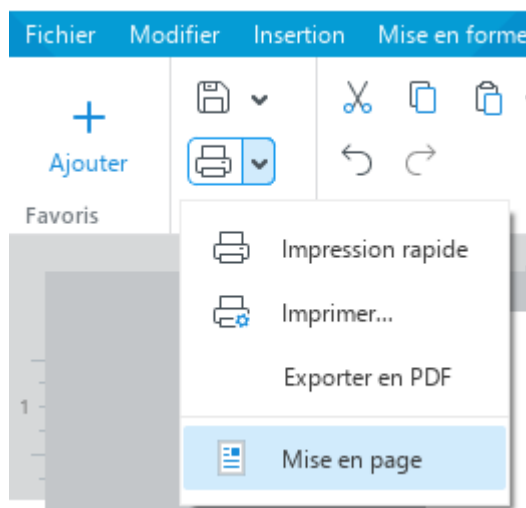 Fichier Modifier Insertion Mise en forme
Ajouter
Favoris
Impression rapide
Imprimer...
Exporter en PDF
1
Mise en page